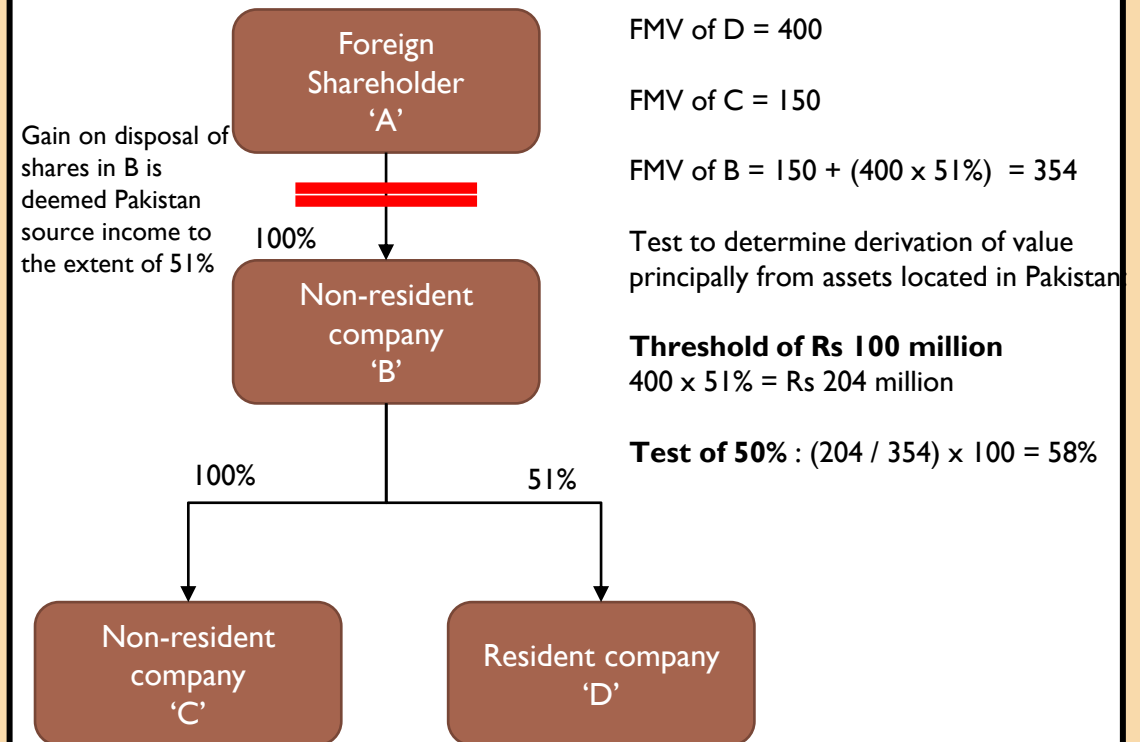 Foreign
Shareholder
‘A’
Gain on disposal of
shares in B is
deemed Pakistan
source income to
the extent of 51%
100%
Non-resident
company
‘B’
100%
51%
Non-resident
company
‘C’
Resident company
‘D’
FMV of D = 400
FMV of C = 150
FMV of B = 150 + (400 x 51%) = 354
Test to determine derivation of value
principally from assets located in Pakistan:
Threshold of Rs 100 million
400 x 51% = Rs 204 million
Test of 50% : (204 / 354) x 100 = 58%